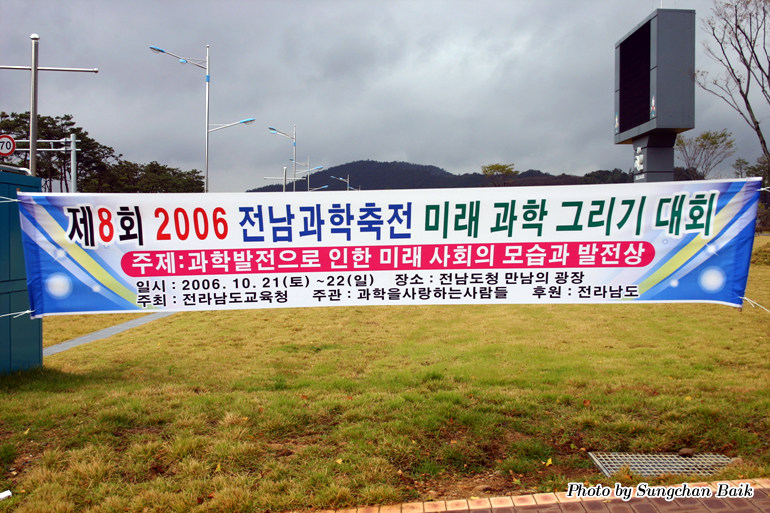 제8회 2006 전남과학축전 미래 과학 그리기 대회
주제:과학발전으로 인한 미래 사회의 모습과 발전상
일시 : 2006. 10. 21(토) ~22(일) 장소 : 전남도청 만남의 광장
주최 : 전라남도교육청 주관 : 과학을사랑하는사람들 후원 : 전라남도
70
Photo by Sungchan Baik